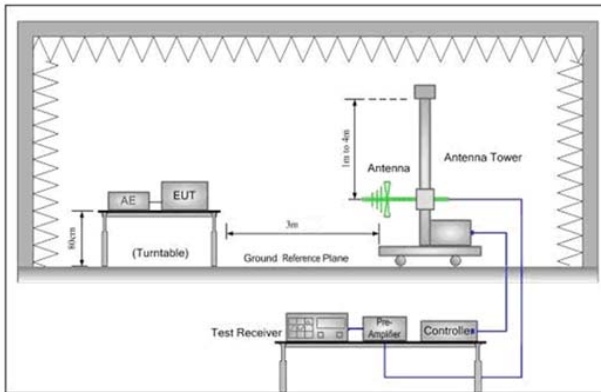 1m to 4m
Antenna
Antenna Tower
AE
EUT
80cm
3m
(Turntable)
Ground Reference Plane
Test Receiver
Pre-
Amplifier
Controller